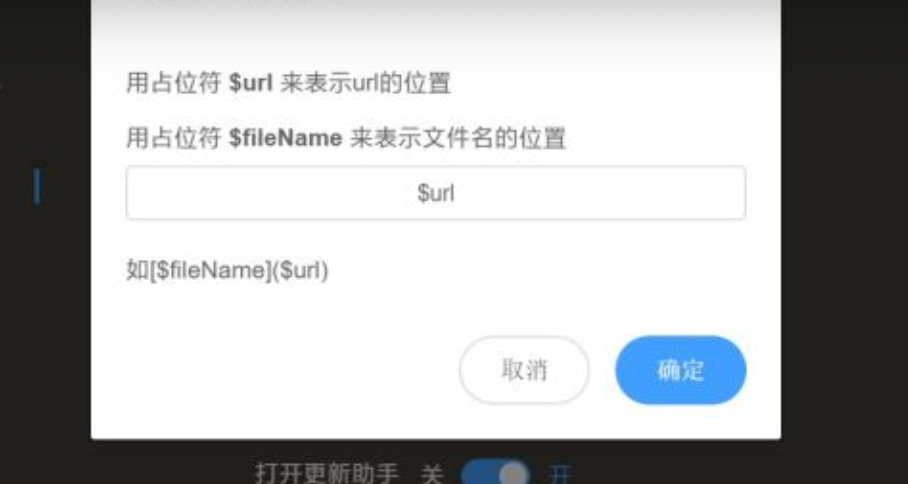 用占位符 $url 来表示url的位置
用占位符 $fileName 来表示文件名的位置
$url
如[$fileName]($url)
取消 确定
打开更新助手 关 开